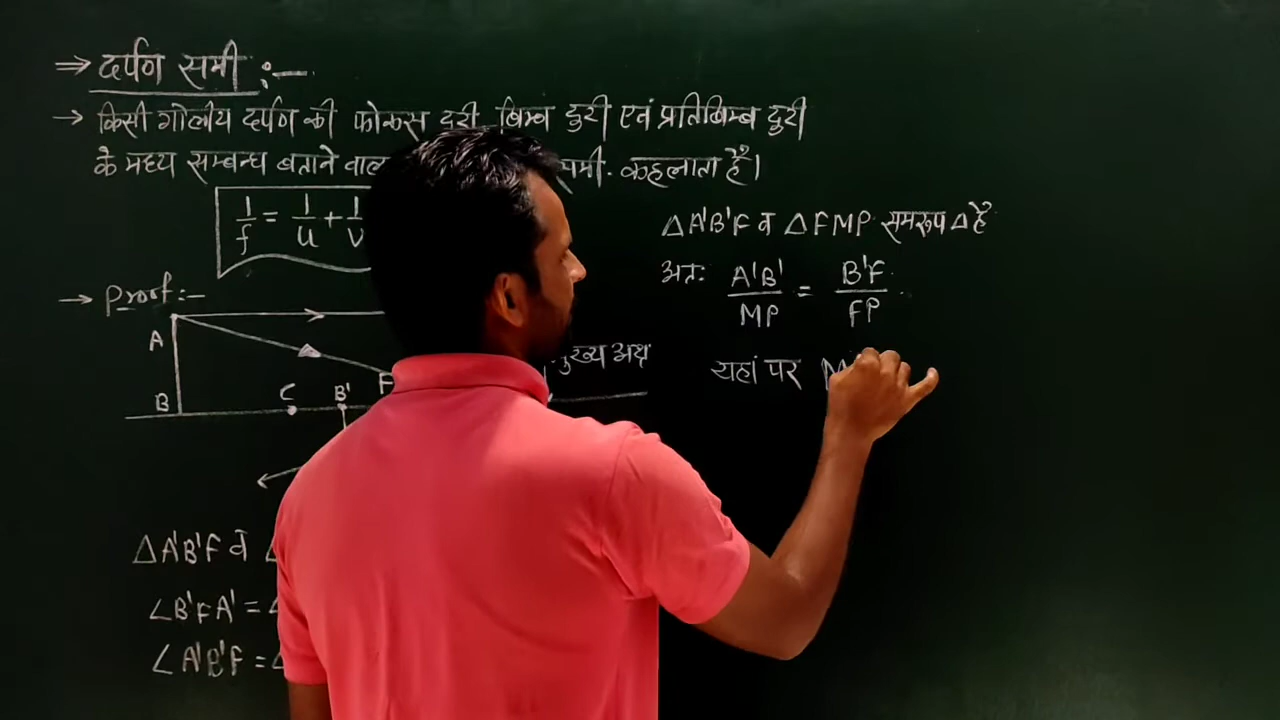 ⇒ दर्पण समी :—
→ किसी गोलीय दर्पण की फोकस दुरी बिम्ब दुरी एवं प्रतिबिम्ब दुरी
के मध्य सम्बन्ध बताने वाल समी. कहलाता हैं।
1/f = 1/u + 1/v
→ Proof:-
A
B
C
B'
F
मुख्य अक्ष
△A'B'F व △
∠B'FA' = ∠
∠A'B'F = ∠
△A'B'F व △FMP समरूप △ हैं
अतः A'B'/MP = B'F/FP
यहां पर M